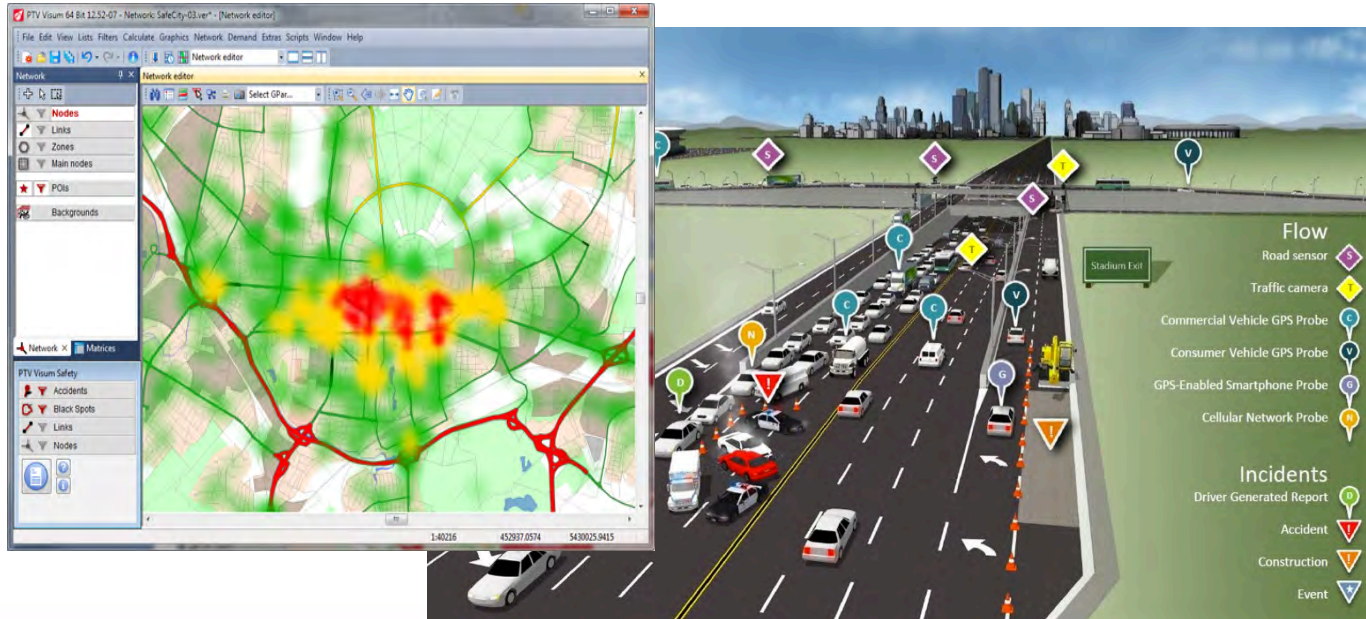 PTV Visum 64 Bit 12.52-07 - Network: SafeCity-03.ver* - [Network editor]
File Edit View Lists Filters Calculate Graphics Network Demand Extras Scripts Window Help
Network editor
Network
Network editor
Select GPar...
Nodes
Links
Zones
Main nodes
POIs
Backgrounds
Network
Matrices
PTV Visum Safety
Accidents
Black Spots
Links
Nodes
1:40216 452937.0574 5430025.9415
C
S
S
T
V
S
C
T
Stadium Exit
V
C
C
N
D
!
G
!
Flow
Road sensor S
Traffic camera T
Commercial Vehicle GPS Probe C
Consumer Vehicle GPS Probe V
GPS-Enabled Smartphone Probe G
Cellular Network Probe N
Incidents
Driver Generated Report D
Accident !
Construction !
Event